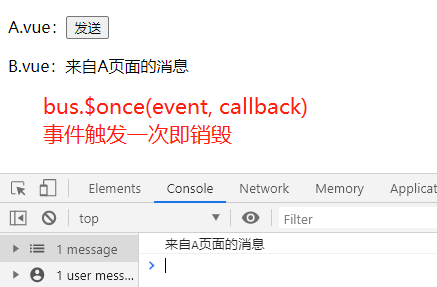 A.vue: 发送
B.vue: 来自A页面的消息
bus.$once(event, callback)
事件触发一次即销毁
Elements Console Network Memory Applicat
top Filter
1 message 来自A页面的消息
1 user mess...